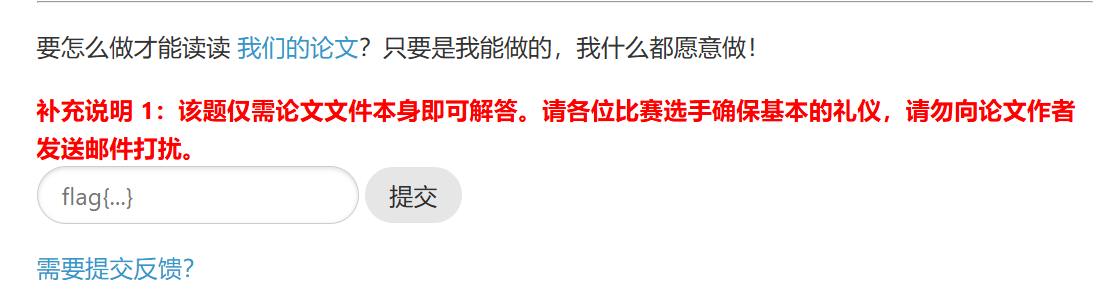 要怎么做才能读读 我们的论文？只要是我能做的，我什么都愿意做！
补充说明 1：该题仅需论文文件本身即可解答。请各位比赛选手确保基本的礼仪，请勿向论文作者
发送邮件打扰。
flag{...} 提交
需要提交反馈？